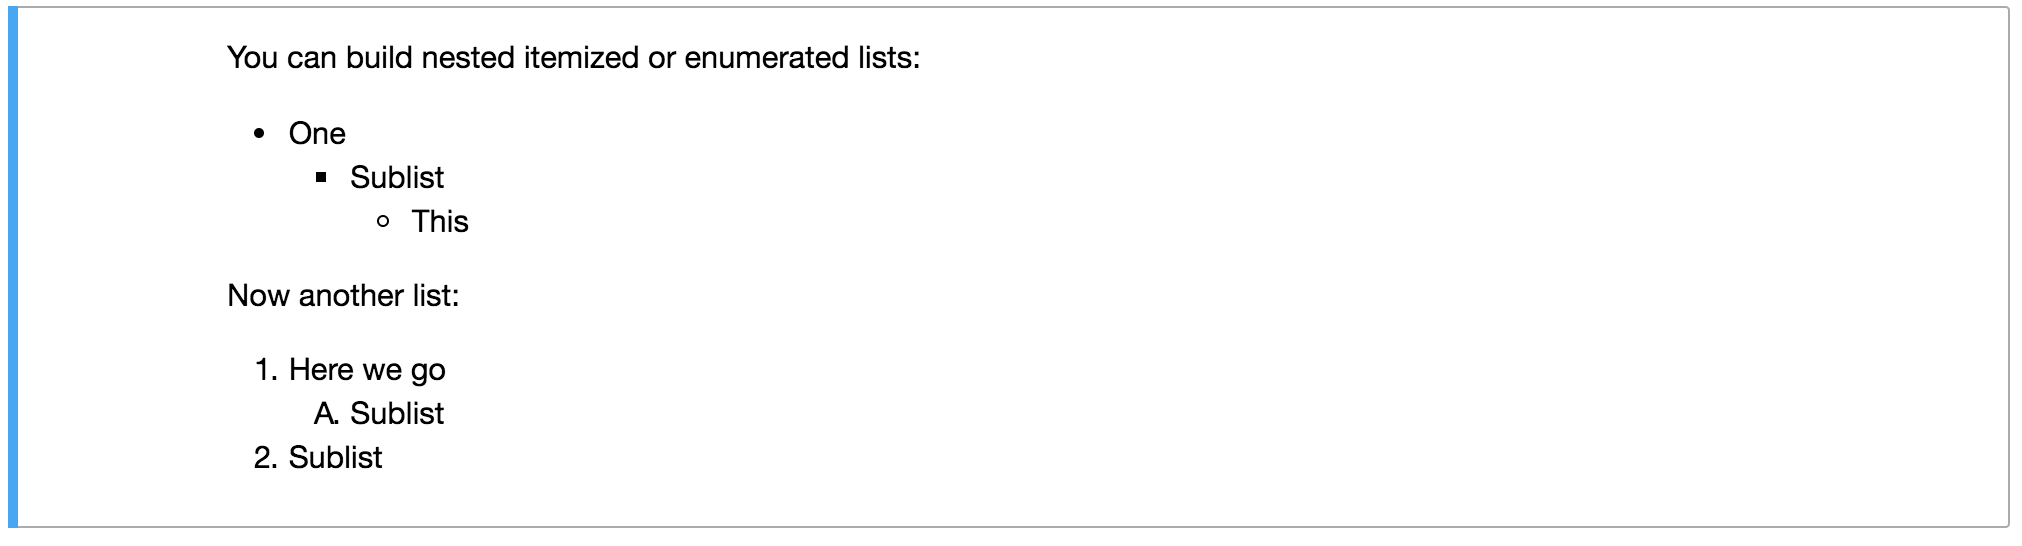 You can build nested itemized or enumerated lists:
• One
▪ Sublist
◦ This
Now another list:
1. Here we go
A. Sublist
2. Sublist